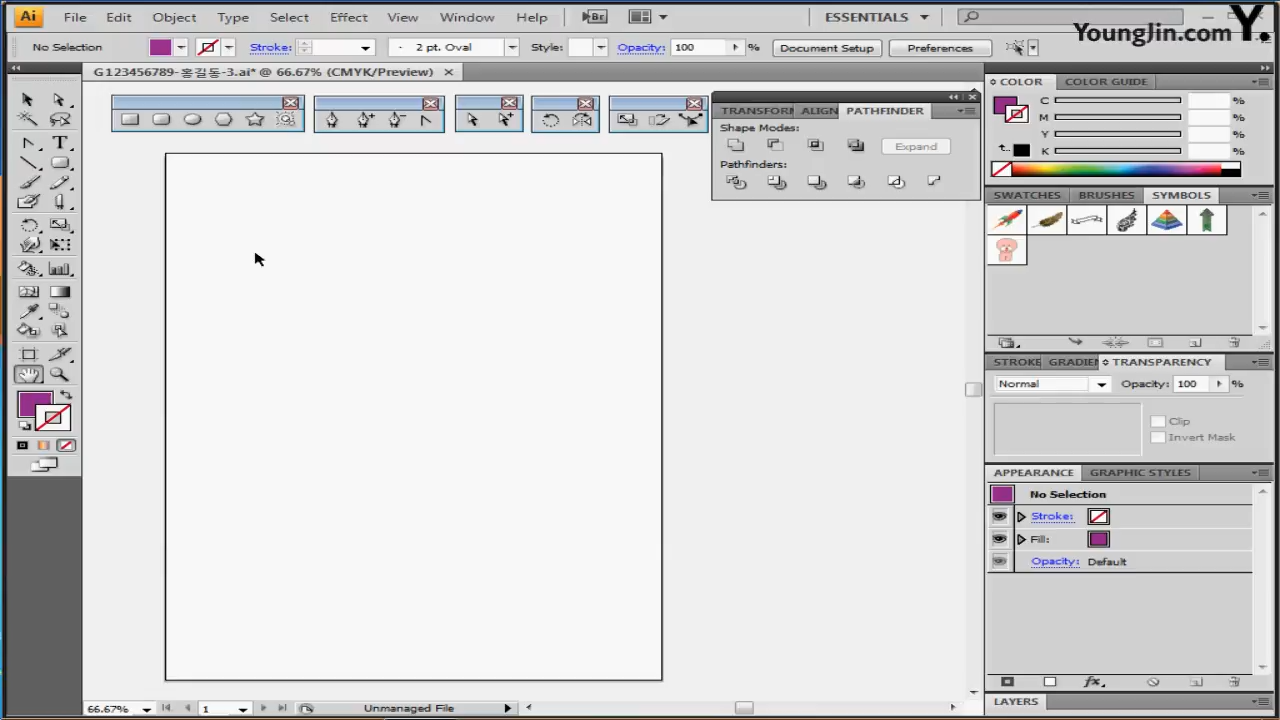 Ai File Edit Object Type Select Effect View Window Help Br ESSENTIALS
YoungJin.com Y.
No Selection Stroke: 2 pt. Oval Style: Opacity: 100 % Document Setup Preferences
G123456789-홍길동-3.ai* @ 66.67% (CMYK/Preview)
COLOR COLOR GUIDE
TRANSFORM ALIGN PATHFINDER
Shape Modes:
Expand
Pathfinders:
C %
M %
Y %
K %
SWATCHES BRUSHES SYMBOLS
STROKE GRADIEN TRANSPARENCY
Normal Opacity: 100 %
Clip
Invert Mask
APPEARANCE GRAPHIC STYLES
No Selection
Stroke:
Fill:
Opacity: Default
LAYERS
66.67% 1 Unmanaged File